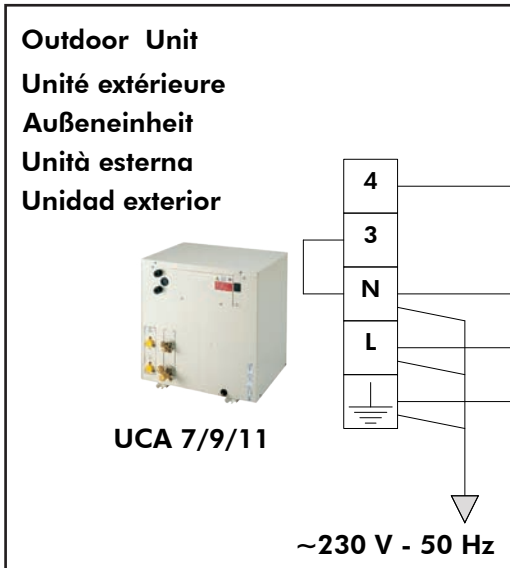 Outdoor Unit
Unité extérieure
Außeneinheit
Unità esterna
Unidad exterior
4
3
N
L
UCA 7/9/11
~230 V - 50 Hz